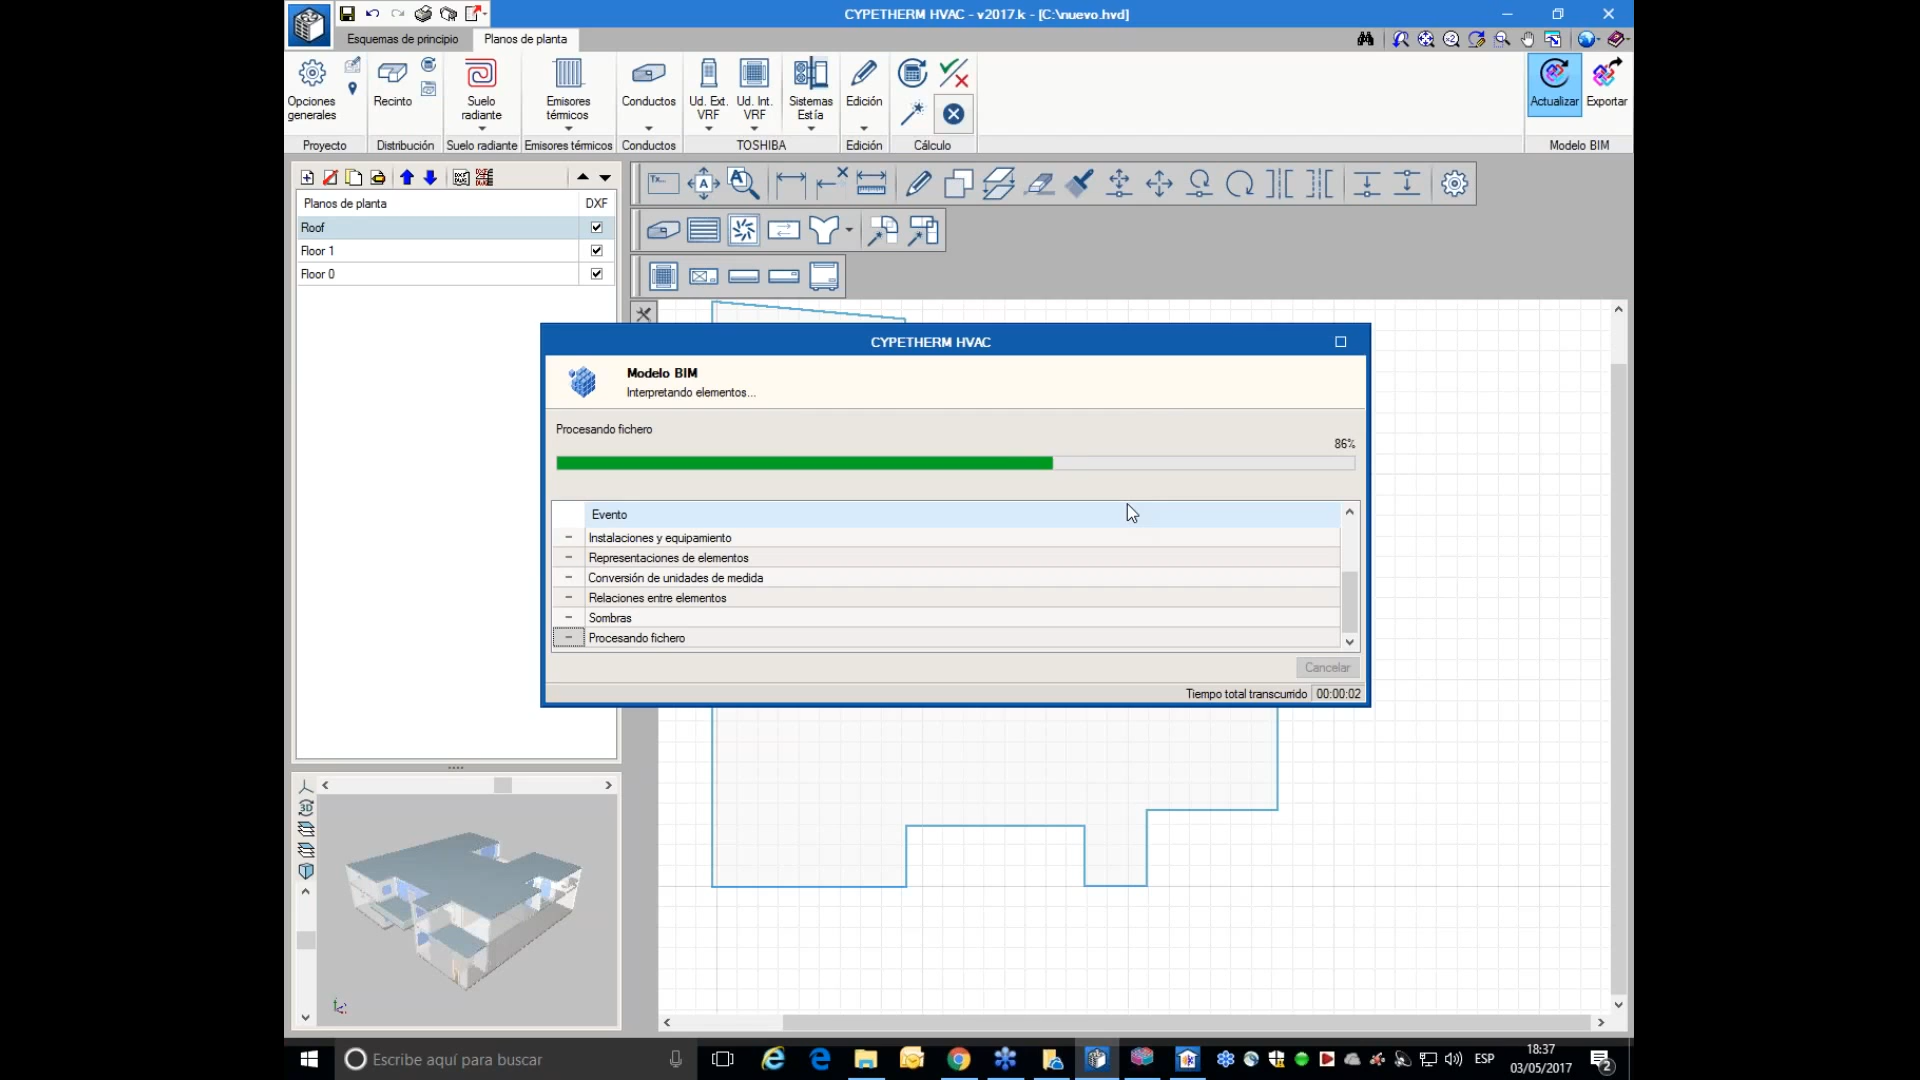 CYPETHERM HVAC - v2017.k - [C:\nuevo.hvd]
Esquemas de principio
Planos de planta
Opciones generales
Recinto
Suelo radiante
Emisores térmicos
Conductos
Ud. Ext. VRF
Ud. Int. VRF
Sistemas Estía
Edición
Actualizar
Exportar
Proyecto
Distribución
Suelo radiante
Emisores térmicos
Conductos
TOSHIBA
Edición
Cálculo
Modelo BIM
Planos de planta
DXF
Roof
Floor 1
Floor 0
CYPETHERM HVAC
Modelo BIM
Interpretando elementos...
Procesando fichero
86%
Evento
Instalaciones y equipamiento
Representaciones de elementos
Conversión de unidades de medida
Relaciones entre elementos
Sombras
Procesando fichero
Cancelar
Tiempo total transcurrido 00:00:02
3D
Escribe aquí para buscar
ESP
18:37
03/05/2017
2